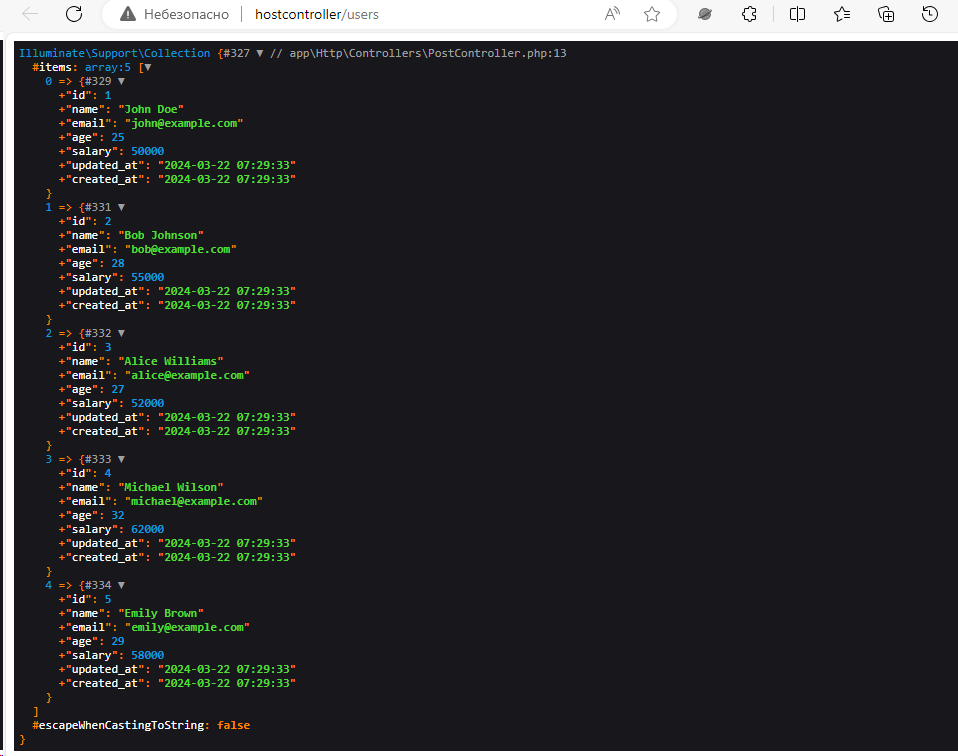 Небезопасно hostcontroller/users
Illuminate\Support\Collection {#327 ▼ // app\Http\Controllers\PostController.php:13
#items: array:5 [▼
0 => {#329 ▼
+"id": 1
+"name": "John Doe"
+"email": "john@example.com"
+"age": 25
+"salary": 50000
+"updated_at": "2024-03-22 07:29:33"
+"created_at": "2024-03-22 07:29:33"
}
1 => {#331 ▼
+"id": 2
+"name": "Bob Johnson"
+"email": "bob@example.com"
+"age": 28
+"salary": 55000
+"updated_at": "2024-03-22 07:29:33"
+"created_at": "2024-03-22 07:29:33"
}
2 => {#332 ▼
+"id": 3
+"name": "Alice Williams"
+"email": "alice@example.com"
+"age": 27
+"salary": 52000
+"updated_at": "2024-03-22 07:29:33"
+"created_at": "2024-03-22 07:29:33"
}
3 => {#333 ▼
+"id": 4
+"name": "Michael Wilson"
+"email": "michael@example.com"
+"age": 32
+"salary": 62000
+"updated_at": "2024-03-22 07:29:33"
+"created_at": "2024-03-22 07:29:33"
}
4 => {#334 ▼
+"id": 5
+"name": "Emily Brown"
+"email": "emily@example.com"
+"age": 29
+"salary": 58000
+"updated_at": "2024-03-22 07:29:33"
+"created_at": "2024-03-22 07:29:33"
}
]
#escapeWhenCastingToString: false
}